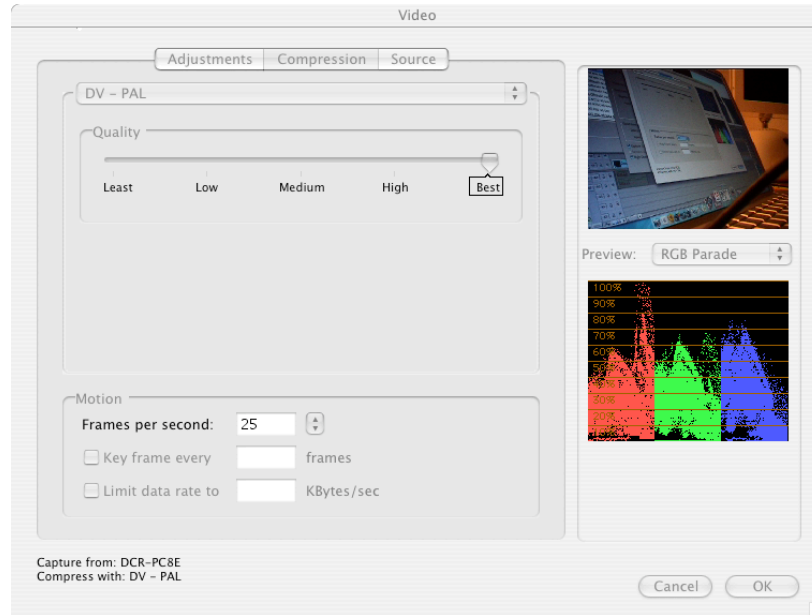 Video
Adjustments Compression Source
DV – PAL
Quality
Least Low Medium High Best
Preview: RGB Parade
100%
90%
80%
70%
60%
Motion
Frames per second: 25
Key frame every frames
Limit data rate to KBytes/sec
Capture from: DCR-PC8E
Compress with: DV – PAL
Cancel OK